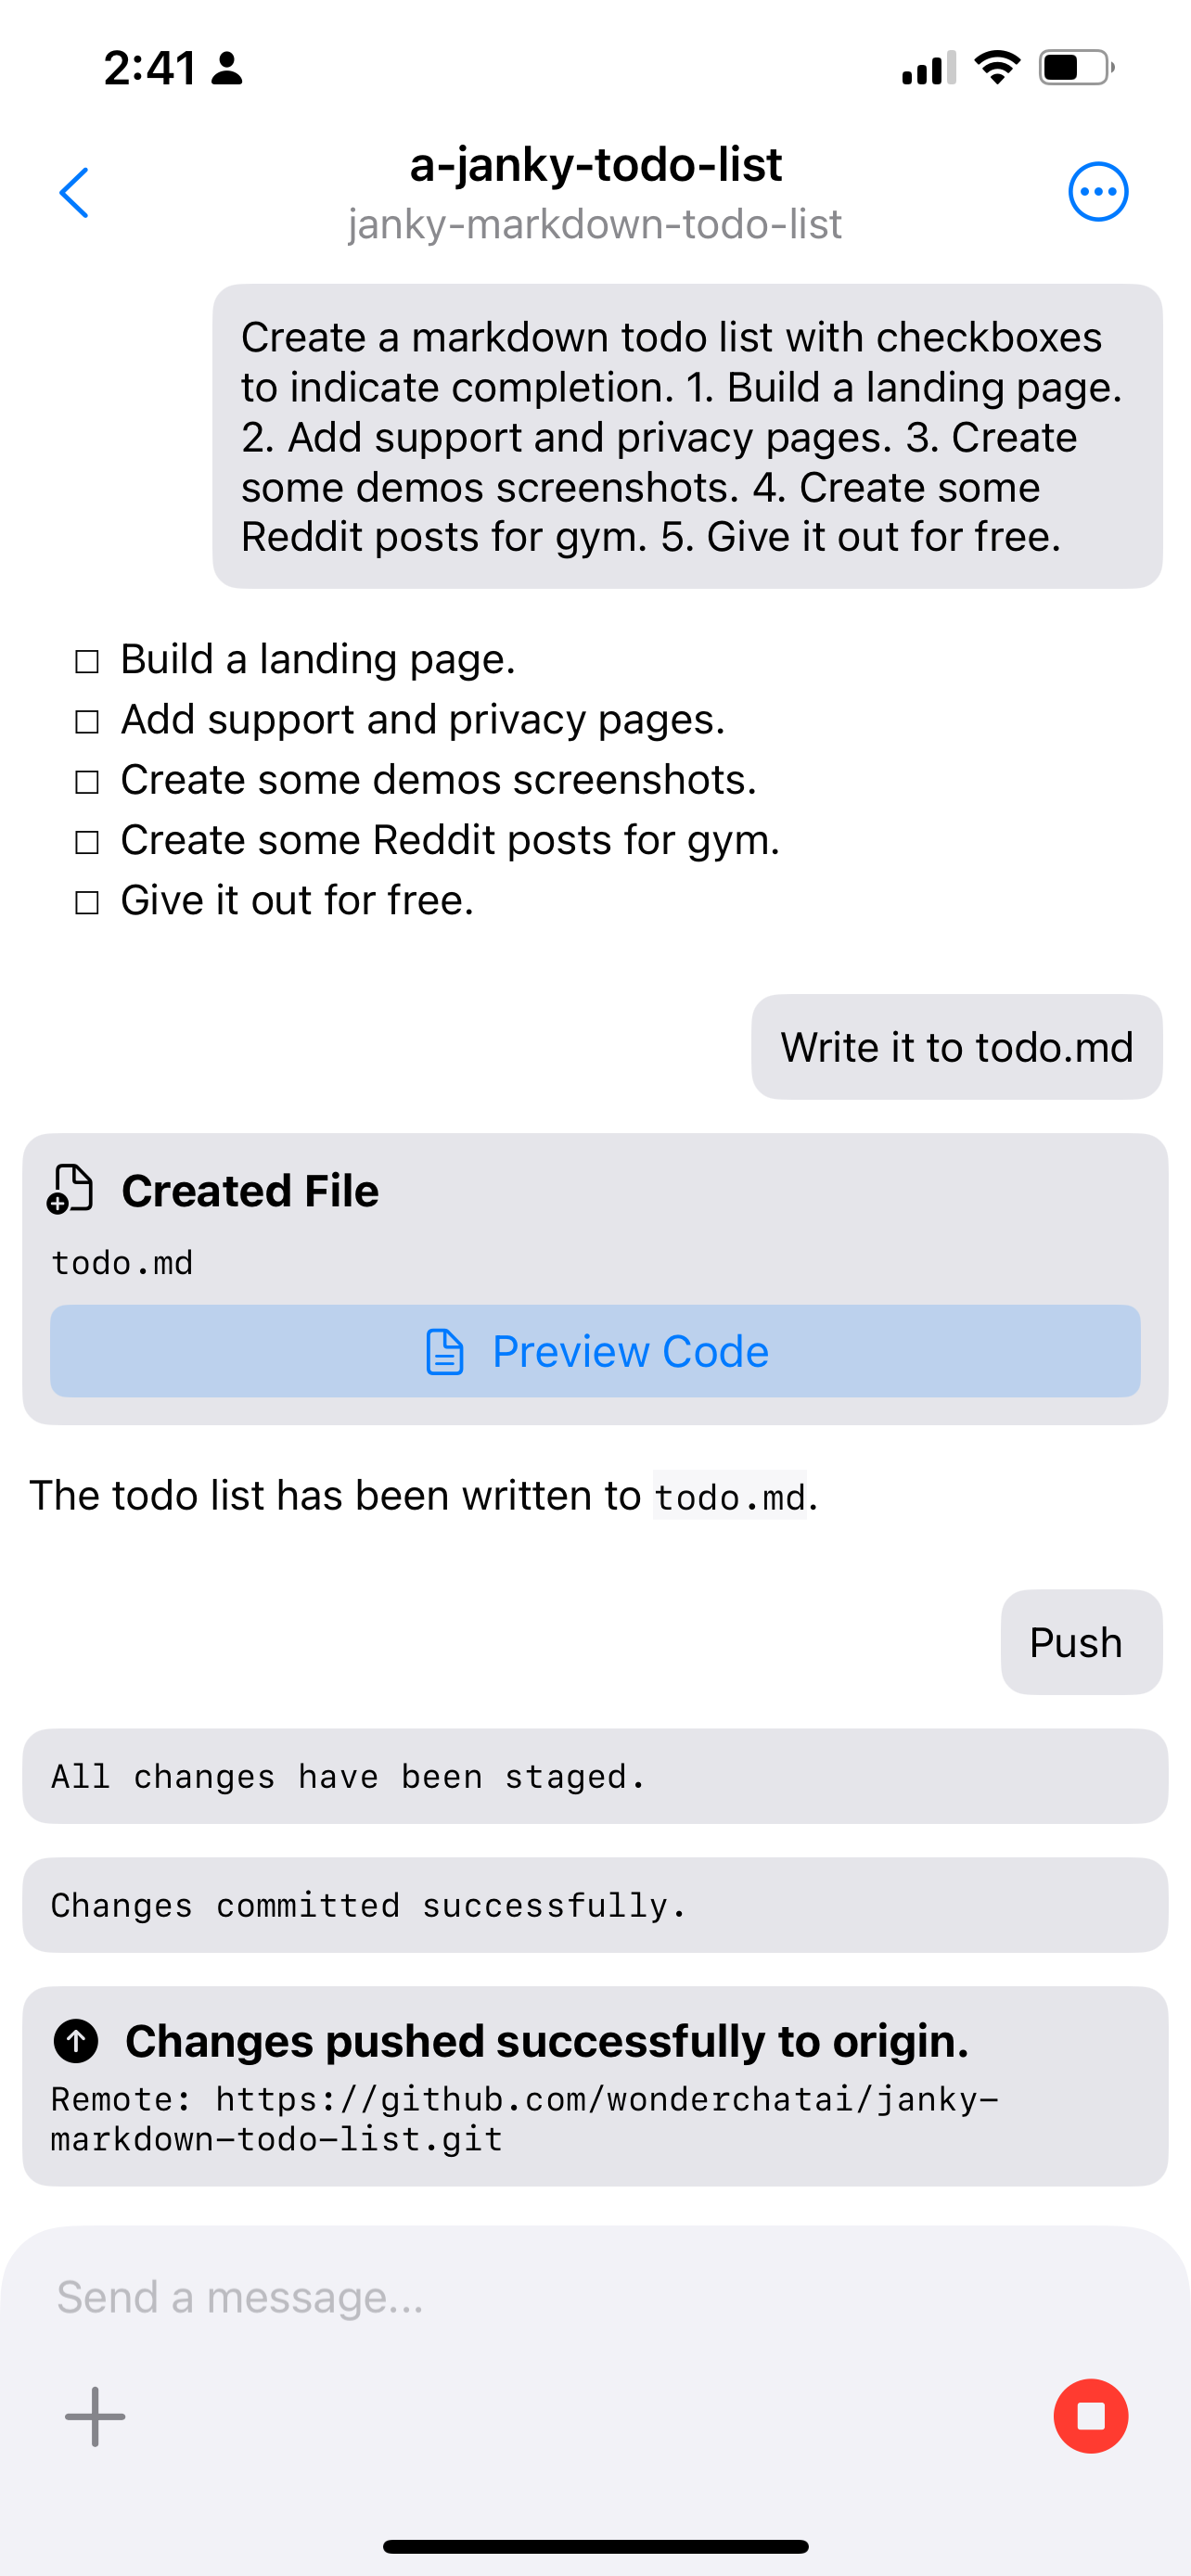 2:41
a-janky-todo-list
janky-markdown-todo-list
Create a markdown todo list with checkboxes
to indicate completion. 1. Build a landing page.
2. Add support and privacy pages. 3. Create
some demos screenshots. 4. Create some
Reddit posts for gym. 5. Give it out for free.
Build a landing page.
Add support and privacy pages.
Create some demos screenshots.
Create some Reddit posts for gym.
Give it out for free.
Write it to todo.md
Created File
todo.md
Preview Code
The todo list has been written to todo.md.
Push
All changes have been staged.
Changes committed successfully.
Changes pushed successfully to origin.
Remote: https://github.com/wonderchatai/janky-
markdown-todo-list.git
Send a message...